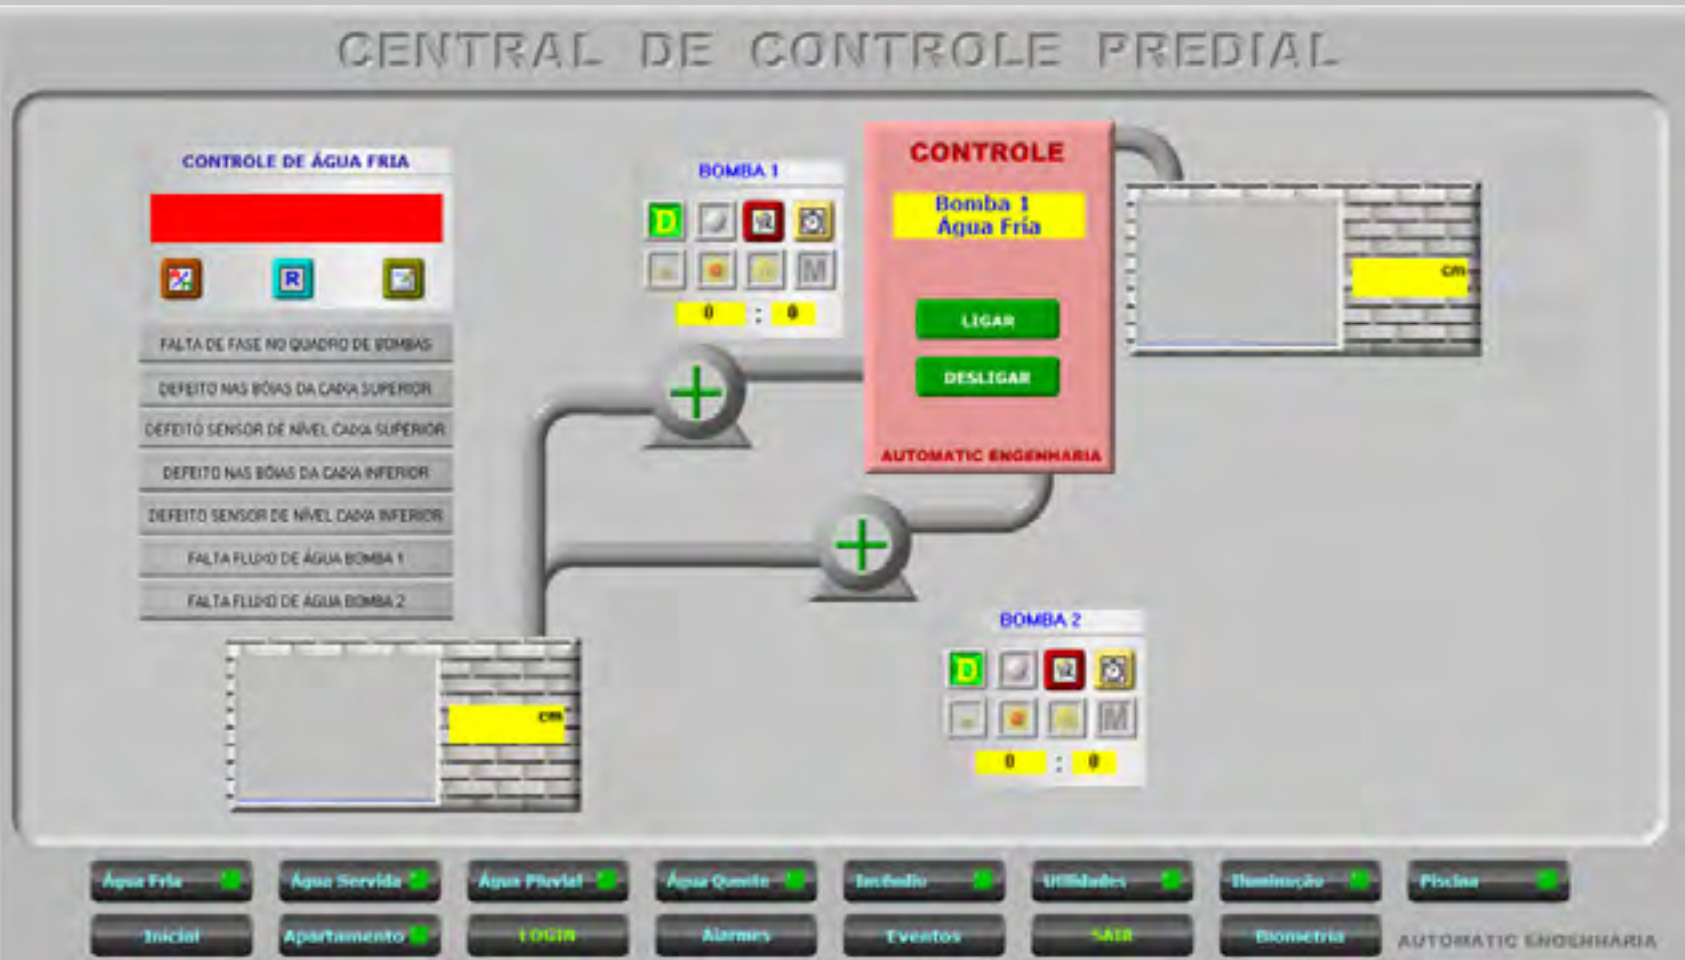 CENTRAL DE CONTROLE PREDIAL
CONTROLE DE ÁGUA FRIA
R
FALTA DE FASE NO QUADRO DE BOMBAS
DEFEITO NAS BÓIAS DA CAIXA SUPERIOR
DEFEITO SENSOR DE NÍVEL CAIXA SUPERIOR
DEFEITO NAS BÓIAS DA CAIXA INFERIOR
DEFEITO SENSOR DE NÍVEL CAIXA INFERIOR
FALTA FLUXO DE ÁGUA BOMBA 1
FALTA FLUXO DE ÁGUA BOMBA 2
cm
BOMBA 1
D
M
0 : 0
CONTROLE
Bomba 1
Água Fria
LIGAR
DESLIGAR
AUTOMATIC ENGENHARIA
cm
BOMBA 2
D
M
0 : 0
Água Fria Água Servida Água Pluvial Água Quente Incêndio Utilidades Iluminação Piscina
Inicial Apartamento LOGIN Alarmes Eventos SAIR Biometria AUTOMATIC ENGENHARIA